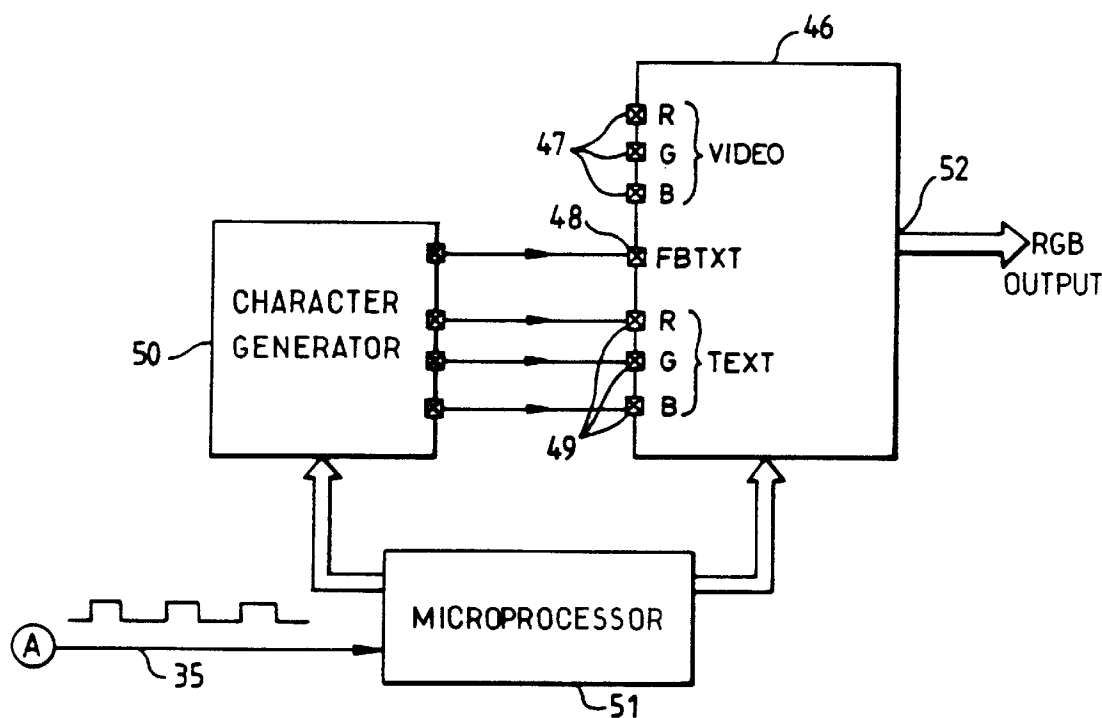 46
R
47
G
VIDEO
B
52
48
FBTXT
RGB
OUTPUT
CHARACTER
GENERATOR
50
R
G
TEXT
B
49
MICROPROCESSOR
A
35
51